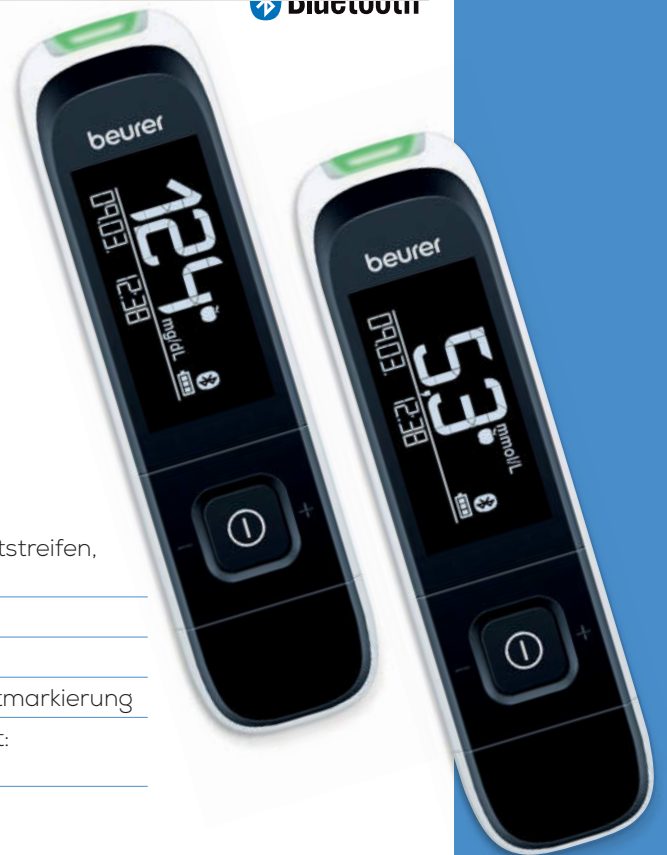 Bluetooth
beurer
124
mg/dL
09.03. 12:38
beurer
5,3
mmol/L
09.03. 12:38
tstreifen,
tmarkierung
t: